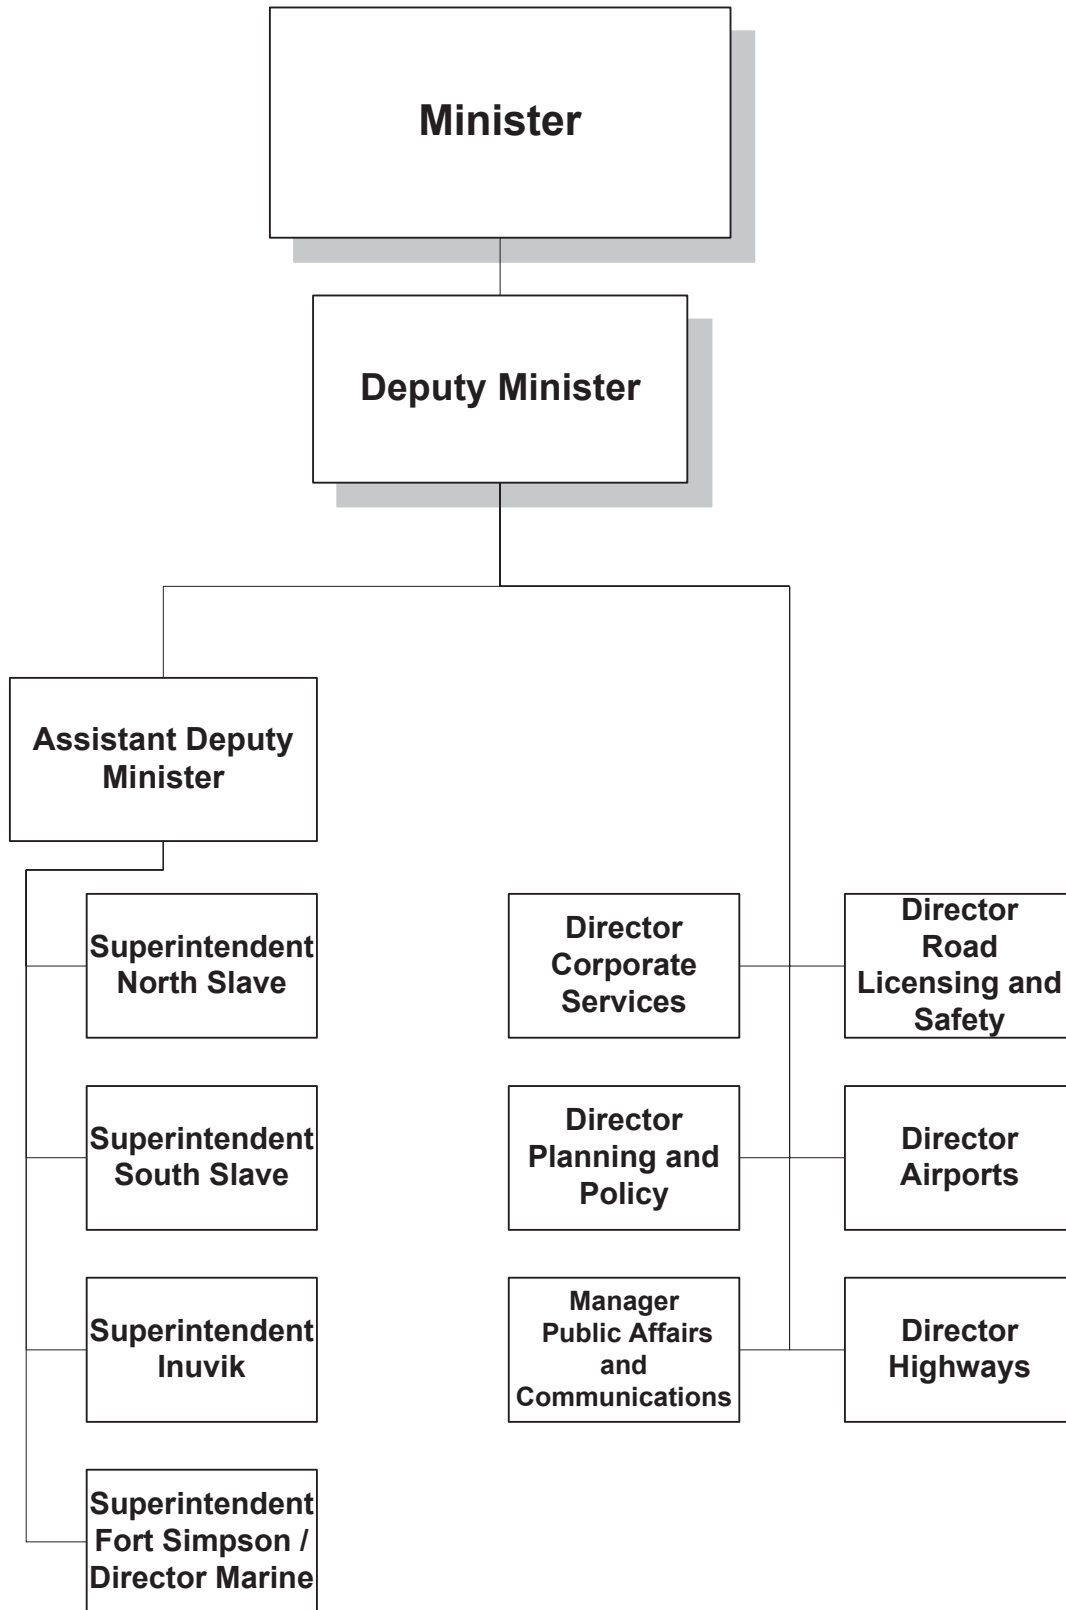 Minister
Deputy Minister
Assistant Deputy
Minister
Superintendent
North Slave
Superintendent
South Slave
Superintendent
Inuvik
Superintendent
Fort Simpson /
Director Marine
Director
Corporate
Services
Director
Planning and
Policy
Manager
Public Affairs
and
Communications
Director
Road
Licensing and
Safety
Director
Airports
Director
Highways